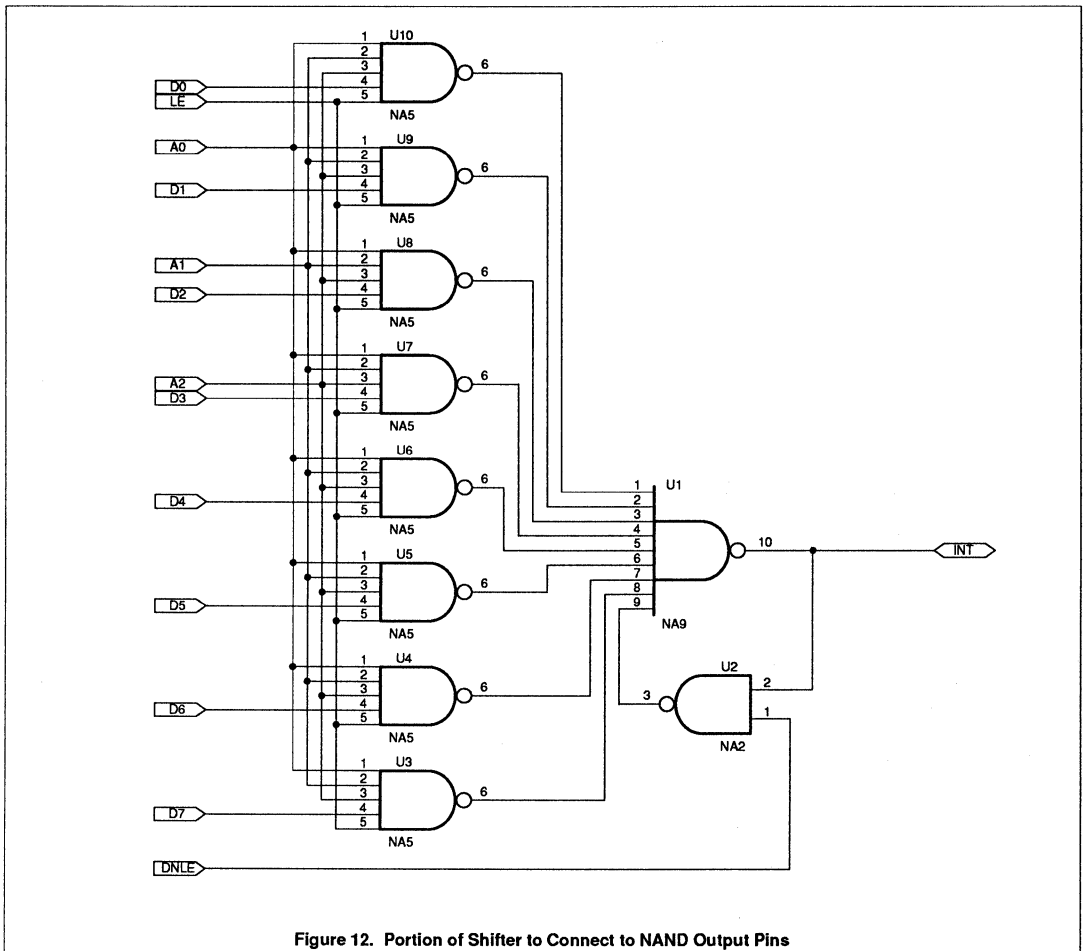 U10
1
2
3
4
5
6
NA5
D0
LE
U9
1
2
3
4
5
6
NA5
A0
D1
U8
1
2
3
4
5
6
NA5
A1
D2
U7
1
2
3
4
5
6
NA5
A2
D3
U6
1
2
3
4
5
6
NA5
D4
U5
1
2
3
4
5
6
NA5
D5
U4
1
2
3
4
5
6
NA5
D6
U3
1
2
3
4
5
6
NA5
D7
DNLE
U1
1
2
3
4
5
6
7
8
9
10
NA9
INT
U2
2
3
1
NA2
Figure 12. Portion of Shifter to Connect to NAND Output Pins